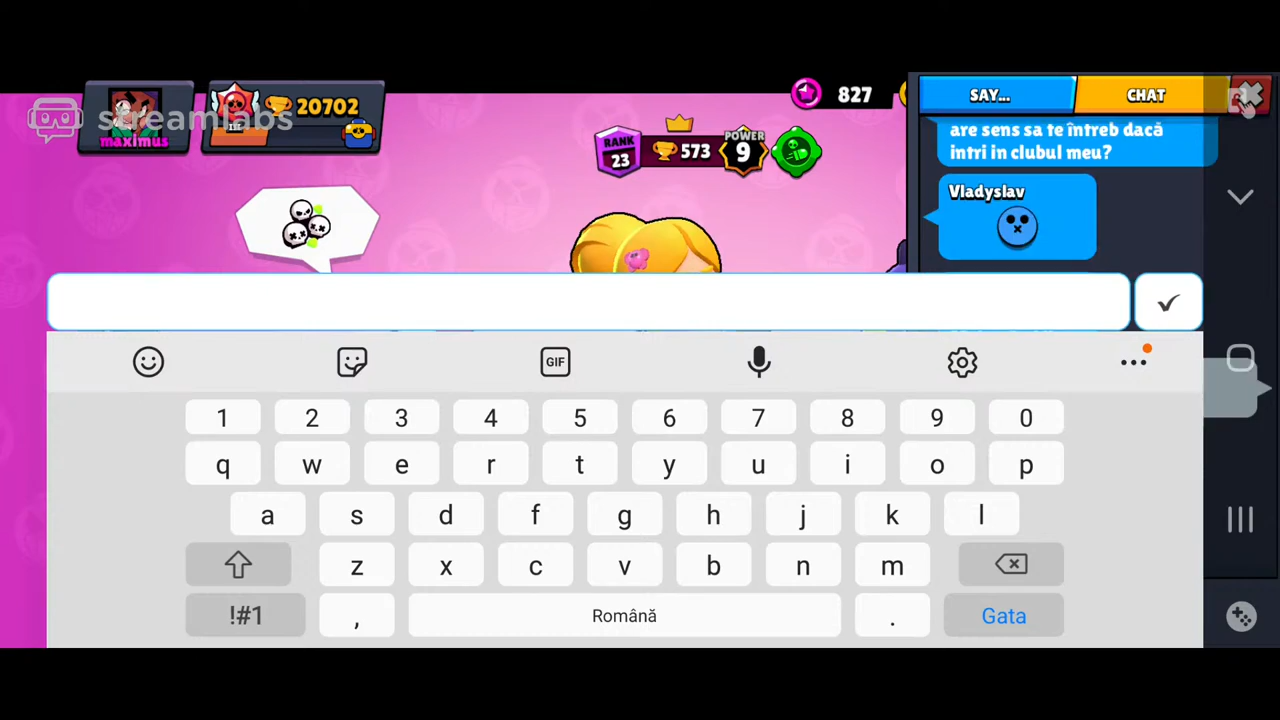 streamlabs
maximus
20702
827
RANK
23
573
POWER
9
SAY...
CHAT
are sens sa te întreb dacă
intri in clubul meu?
Vladyslav
GIF
1 2 3 4 5 6 7 8 9 0
q w e r t y u i o p
a s d f g h j k l
z x c v b n m
!#1 , Română . Gata